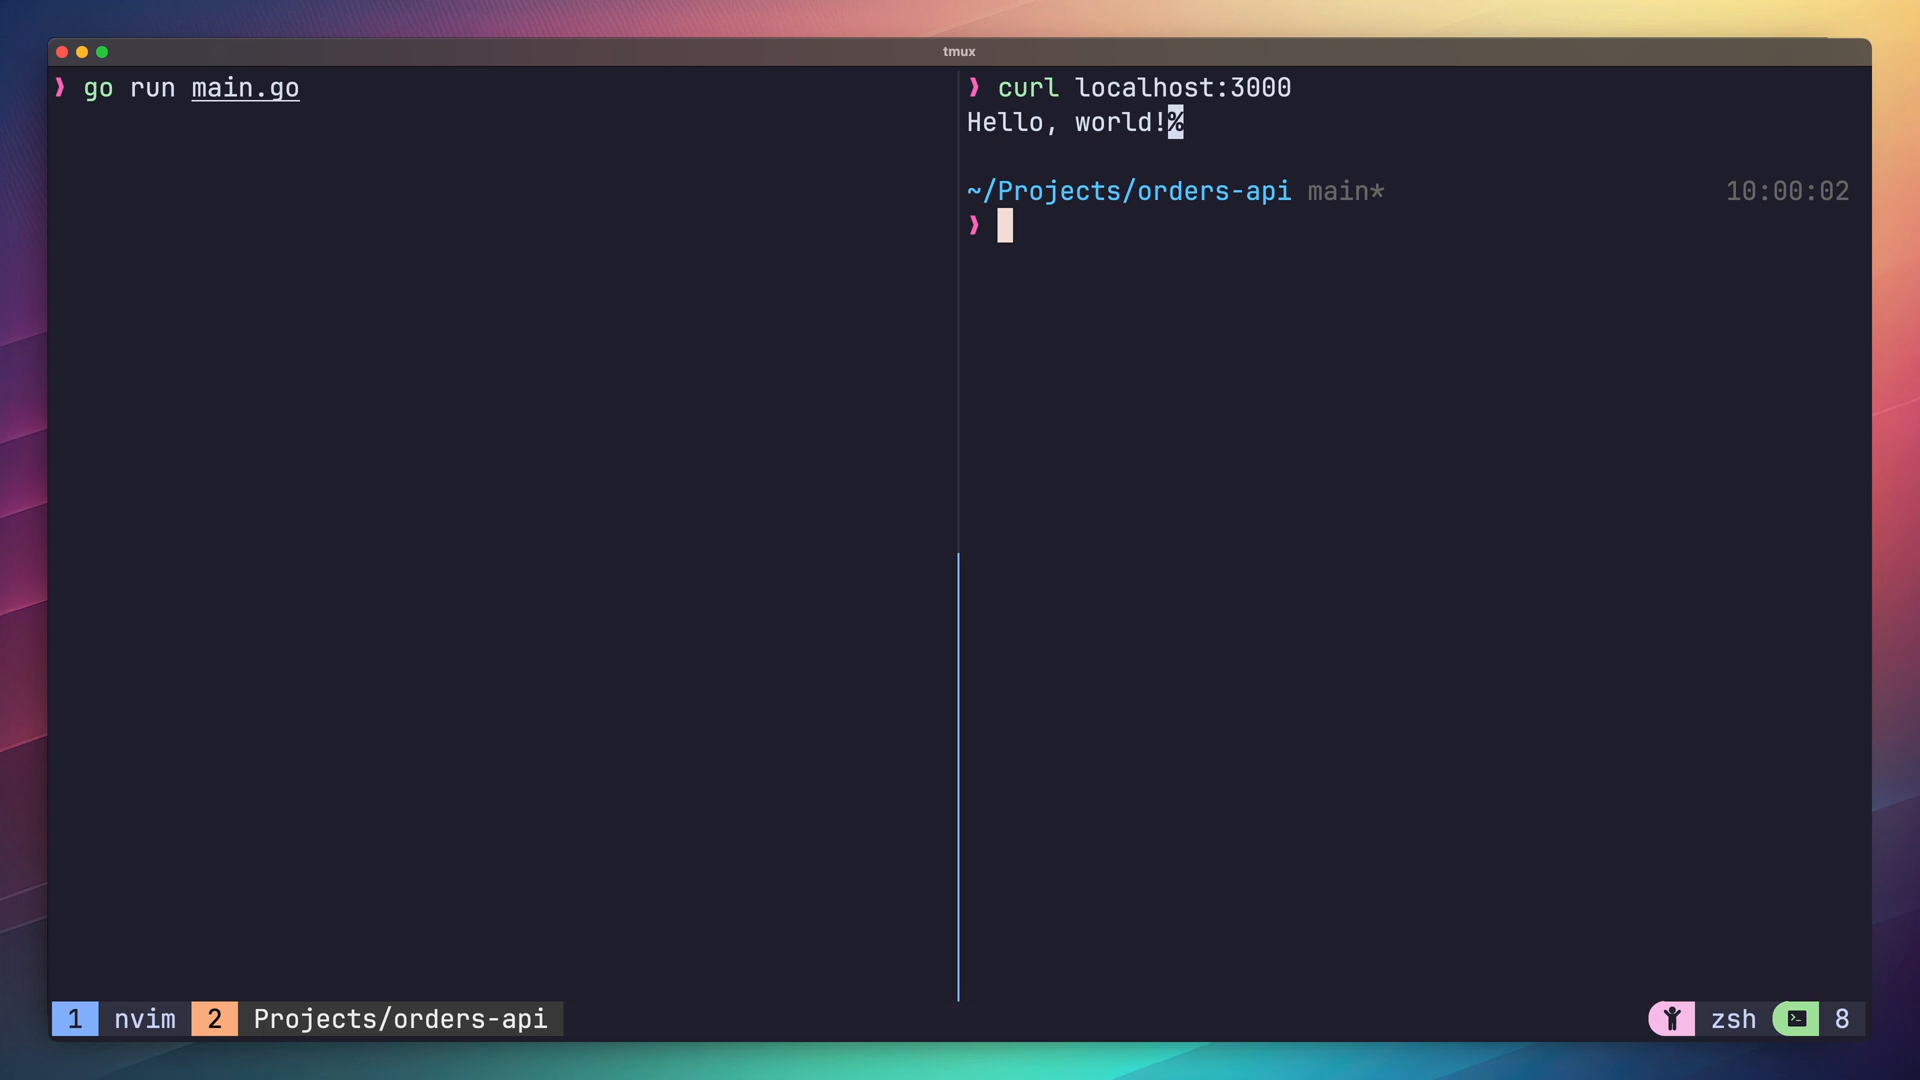 tmux
❱ go run main.go
❱ curl localhost:3000
Hello, world!%
~/Projects/orders-api main* 10:00:02
❱
1 nvim 2 Projects/orders-api zsh 8